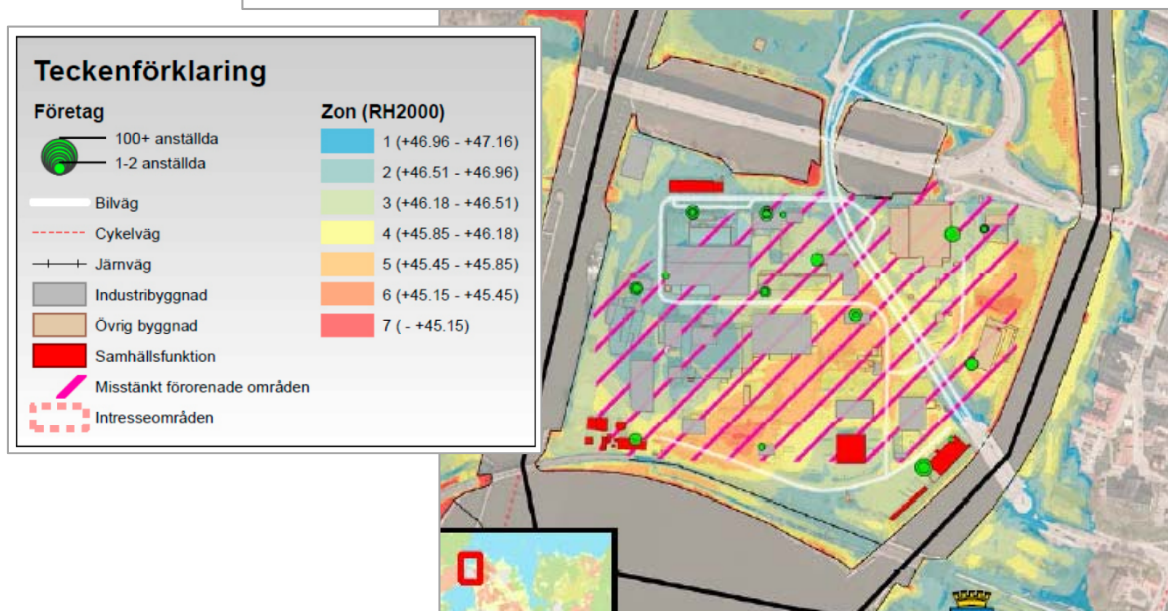 Teckenförklaring
Företag
100+ anställda
1-2 anställda
Bilväg
Cykelväg
Järnväg
Industribyggnad
Övrig byggnad
Samhällsfunktion
Misstänkt förorenade områden
Intresseområden
Zon (RH2000)
1 (+46.96 - +47.16)
2 (+46.51 - +46.96)
3 (+46.18 - +46.51)
4 (+45.85 - +46.18)
5 (+45.45 - +45.85)
6 (+45.15 - +45.45)
7 ( - +45.15)